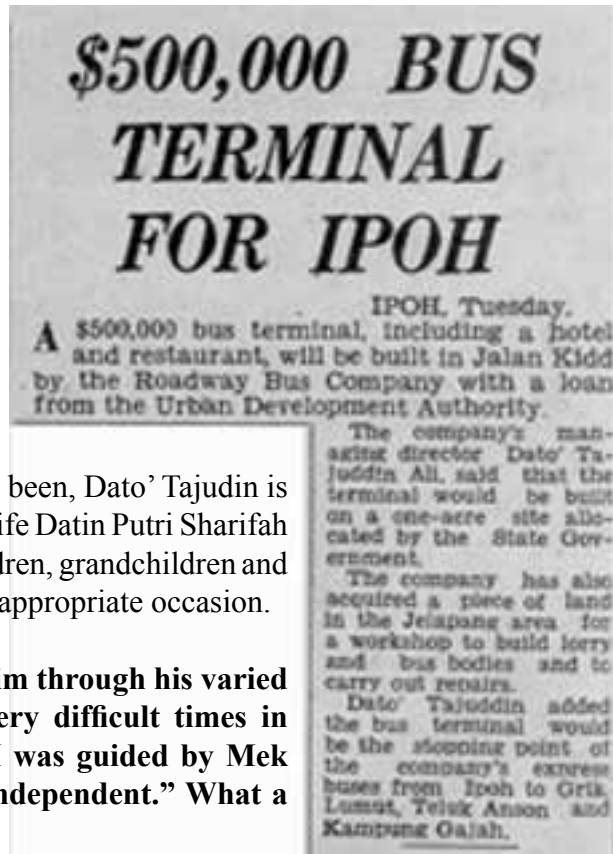 $500,000 BUS
TERMINAL
FOR IPOH
IPOH, Tuesday.
A $500,000 bus terminal, including a hotel
and restaurant, will be built in Jalan Kidd
by the Roadway Bus Company with a loan
from the Urban Development Authority.
The company's man-
aging director Dato' Ta-
juddin Ali, said that the
terminal would be built
on a one-acre site allo-
cated by the State Gov-
ernment.
The company has also
acquired a piece of land
in the Jelapang area for
a workshop to build lorry
and bus bodies and to
carry out repairs.
Dato' Tajuddin added
the bus terminal would
be the stopping point of
the company's express
buses from Ipoh to Grik,
Lumut, Teluk Anson and
Kampung Gajah.
been, Dato' Tajudin is
ife Datin Putri Sharifah
dren, grandchildren and
appropriate occasion.
im through his varied
ery difficult times in
I was guided by Mek
ndependent.” What a